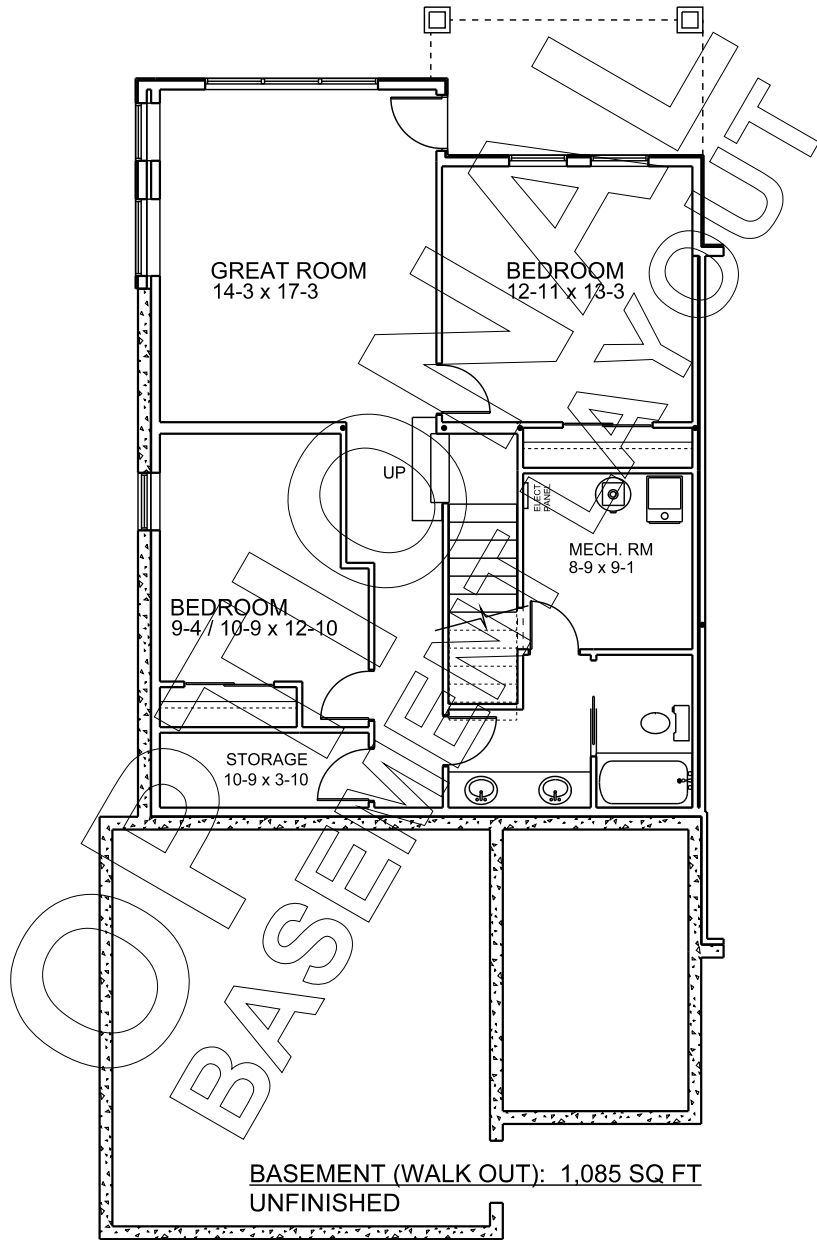 GREAT ROOM
14-3 x 17-3
BEDROOM
12-11 x 13-3
UP
ELECT.
PANEL
MECH. RM
8-9 x 9-1
BEDROOM
9-4 / 10-9 x 12-10
STORAGE
10-9 x 3-10
OPTIONAL
BASEMENT LAYOUT
BASEMENT (WALK OUT): 1,085 SQ FT
UNFINISHED